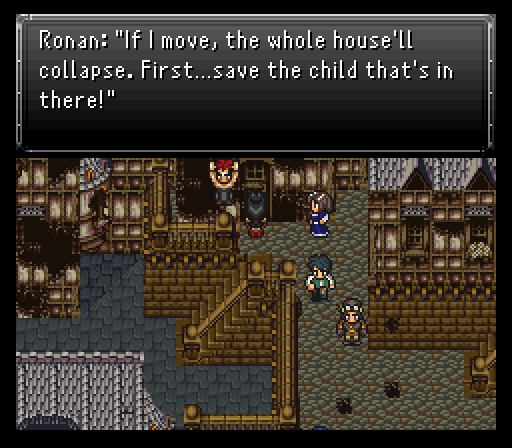 Ronan: "If I move, the whole house'll
collapse. First...save the child that's in
there!"